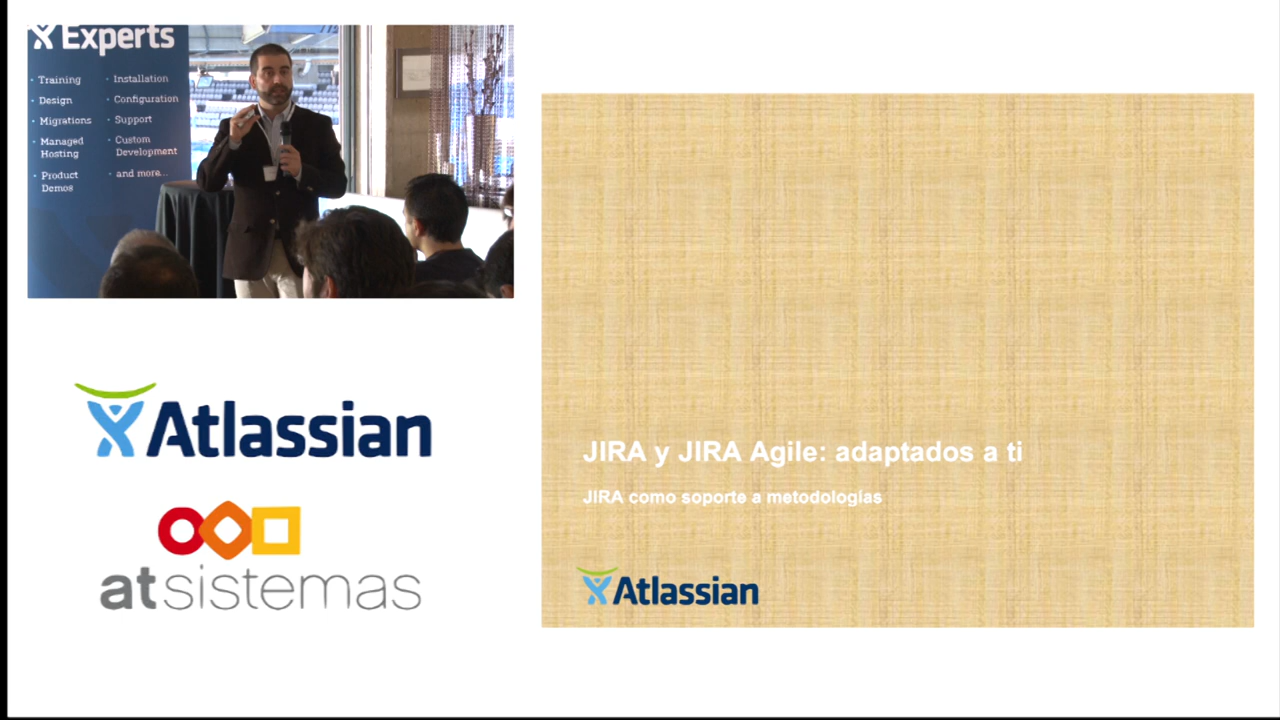 Experts
· Training
· Design
· Migrations
· Managed
Hosting
· Product
Demos
· Installation
· Configuration
· Support
· Custom
Development
· and more...
Atlassian
atsistemas
JIRA y JIRA Agile: adaptados a ti
JIRA como soporte a metodologías
Atlassian